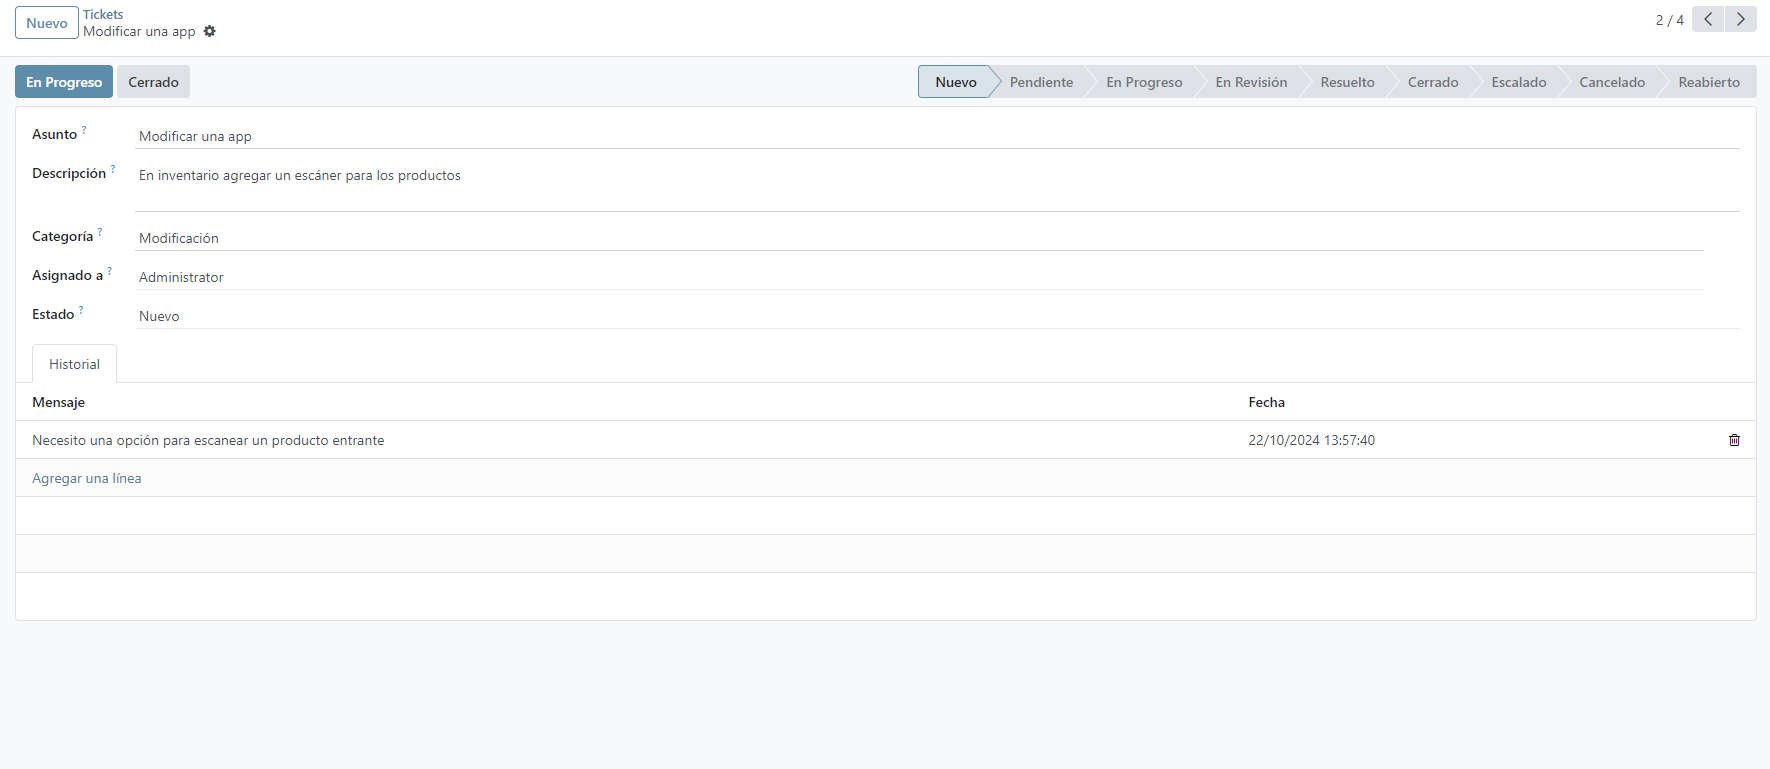 Nuevo
Tickets
Modificar una app
2 / 4
En Progreso
Cerrado
Nuevo
Pendiente
En Progreso
En Revisión
Resuelto
Cerrado
Escalado
Cancelado
Reabierto
Asunto ?
Modificar una app
Descripción ?
En inventario agregar un escáner para los productos
Categoría ?
Modificación
Asignado a ?
Administrator
Estado ?
Nuevo
Historial
Mensaje
Fecha
Necesito una opción para escanear un producto entrante
22/10/2024 13:57:40
Agregar una línea